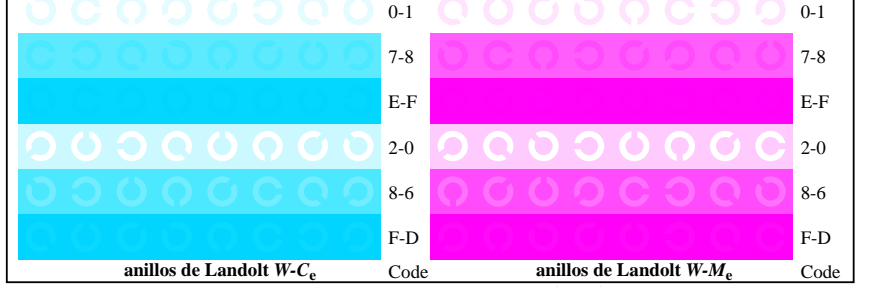 0-1 0-1
7-8 7-8
E-F E-F
2-0 2-0
8-6 8-6
F-D F-D
anillos de Landolt W-Ce Code anillos de Landolt W-Me Code